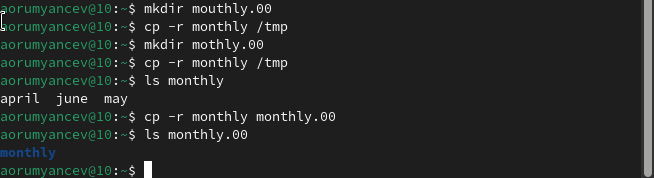 aorumyancev@10:~$ mkdir mouthly.00
aorumyancev@10:~$ cp -r monthly /tmp
aorumyancev@10:~$ mkdir mothly.00
aorumyancev@10:~$ cp -r monthly /tmp
aorumyancev@10:~$ ls monthly
april  june  may
aorumyancev@10:~$ cp -r monthly monthly.00
aorumyancev@10:~$ ls monthly.00
monthly
aorumyancev@10:~$